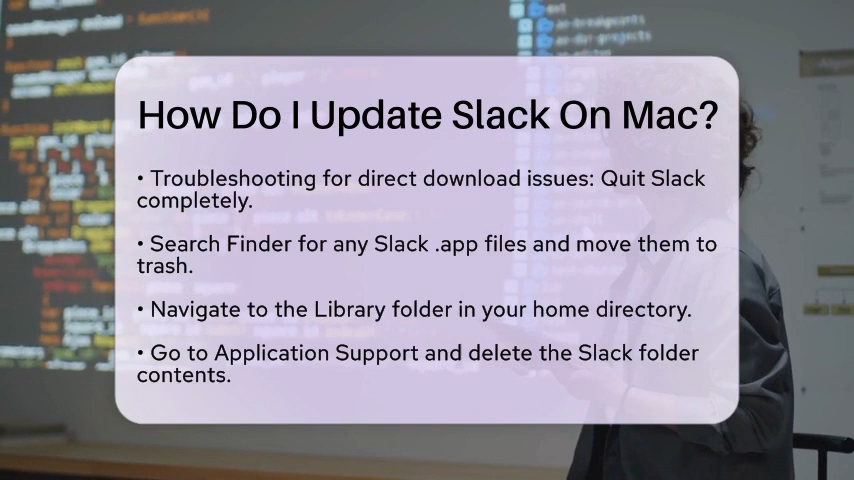 How Do I Update Slack On Mac?
• Troubleshooting for direct download issues: Quit Slack
completely.
• Search Finder for any Slack .app files and move them to
trash.
• Navigate to the Library folder in your home directory.
• Go to Application Support and delete the Slack folder
contents.